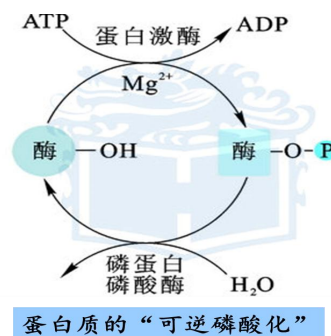 ATP
蛋白激酶
ADP
Mg²⁺
酶 —OH
酶 —O—P
磷蛋白
磷酸酶
H₂O
蛋白质的“可逆磷酸化”